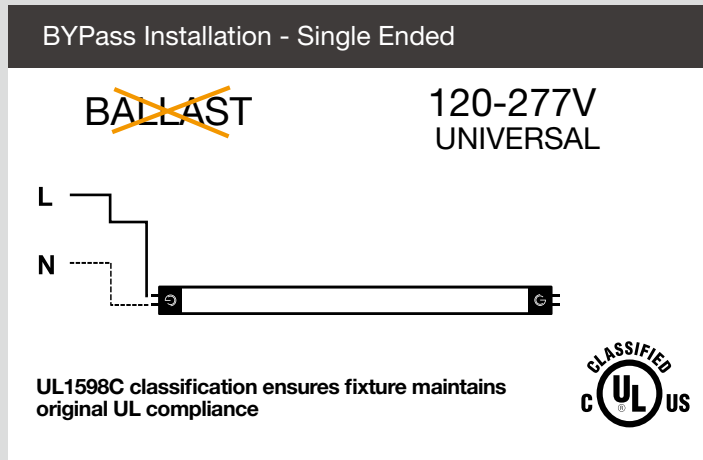 BYPass Installation - Single Ended
BALLAST
120-277V
UNIVERSAL
L
N
UL1598C classification ensures fixture maintains
original UL compliance
CLASSIFIED
C UL US
®